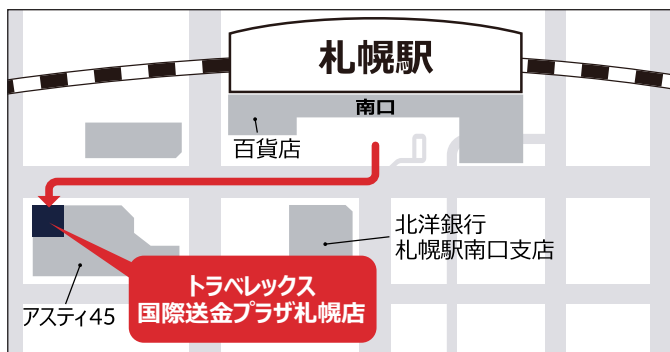 札幌駅
南口
百貨店
北洋銀行
札幌駅南口支店
トラベレックス
国際送金プラザ札幌店
アスティ45